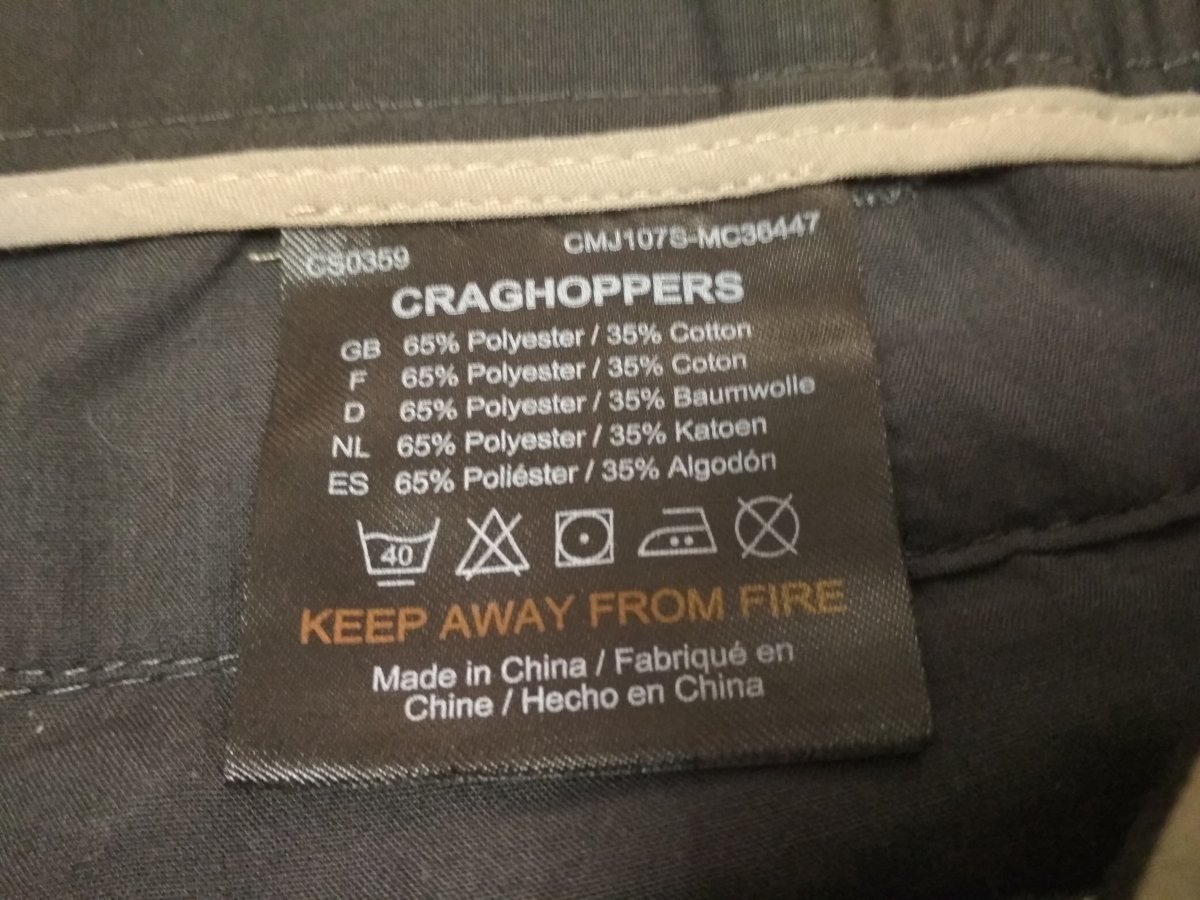 CS0359 CMJ107S-MC36447
CRAGHOPPERS
GB 65% Polyester / 35% Cotton
F 65% Polyester / 35% Coton
D 65% Polyester / 35% Baumwolle
NL 65% Polyester / 35% Katoen
ES 65% Poliéster / 35% Algodón
40
KEEP AWAY FROM FIRE
Made in China / Fabriqué en
Chine / Hecho en China